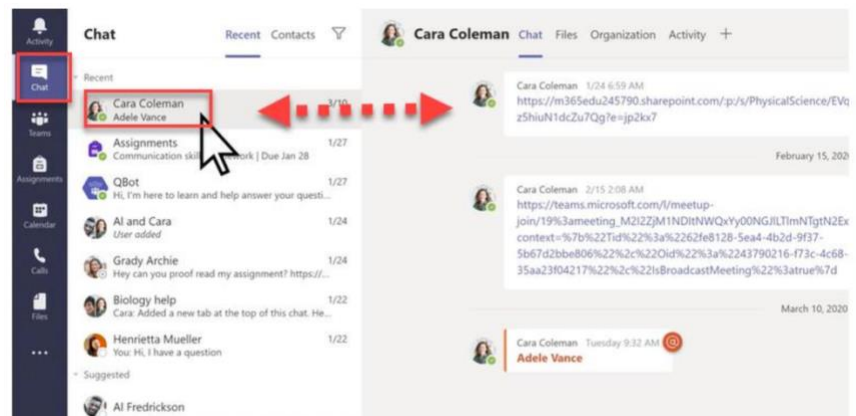 Activity
Chat
Teams
Assignments
Calendar
Calls
Files
Chat
Recent Contacts
Recent
Cara Coleman 3/10
Adele Vance
Assignments 1/27
Communication work | Due Jan 28
QBot 1/27
Hi, I'm here to learn and help answer your questi...
Al and Cara 1/24
User added
Grady Archie 1/24
Hey can you proof read my assignment? https://...
Biology help 1/22
Cara: Added a new tab at the top of this chat. He...
Henrietta Mueller 1/22
You: Hi, I have a question
Suggested
Al Fredrickson
Cara Coleman Chat Files Organization Activity +
Cara Coleman 1/24 6:59 AM
https://m365edu245790.sharepoint.com/:p/s/PhysicalScience/EVq
z5hiuN1dcZu7Qg?e=jp2kx7
February 15, 202
Cara Coleman 2/15 2:08 AM
https://teams.microsoft.com/l/meetup-
join/19%3ameeting_M2I2ZjM1NDItNWQxYy00NGJlLTlmNTgtN2Ex
context=%7b%22Tid%22%3a%2262fe8128-5ea4-4b2d-9f37-
5b67d2bbe806%22%2c%22Oid%22%3a%2243790216-f73c-4c68-
35aa23f04217%22%2c%22IsBroadcastMeeting%22%3atrue%7d
March 10, 2020
Cara Coleman Tuesday 9:32 AM @
Adele Vance